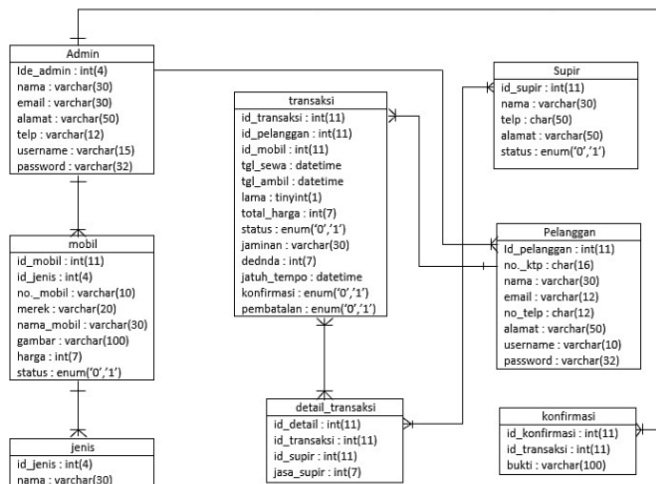 Admin
Ide_admin : int(4)
nama : varchar(30)
email : varchar(30)
alamat : varchar(50)
telp : varchar(12)
username : varchar(15)
password : varchar(32)
mobil
id_mobil : int(11)
id_jenis : int(4)
no._mobil : varchar(10)
merek : varchar(20)
nama_mobil : varchar(30)
gambar : varchar(100)
harga : int(7)
status : enum('0','1')
jenis
id_jenis : int(4)
nama : varchar(30)
transaksi
id_transaksi : int(11)
id_pelanggan : int(11)
id_mobil : int(11)
tgl_sewa : datetime
tgl_ambil : datetime
lama : tinyint(1)
total_harga : int(7)
status : enum('0','1')
jaminan : varchar(30)
dednda : int(7)
jatuh_tempo : datetime
konfirmasi : enum('0','1')
pembatalan : enum('0','1')
detail_transaksi
id_detail : int(11)
id_transaksi : int(11)
id_supir : int(11)
jasa_supir : int(7)
Supir
id_supir : int(11)
nama : varchar(30)
telp : char(50)
alamat : varchar(50)
status : enum('0','1')
Pelanggan
Id_pelanggan : int(11)
no._ktp : char(16)
nama : varchar(30)
email : varchar(12)
no_telp : char(12)
alamat : varchar(50)
username : varchar(10)
password : varchar(32)
konfirmasi
id_konfirmasi : int(11)
id_transaksi : int(11)
bukti : varchar(100)